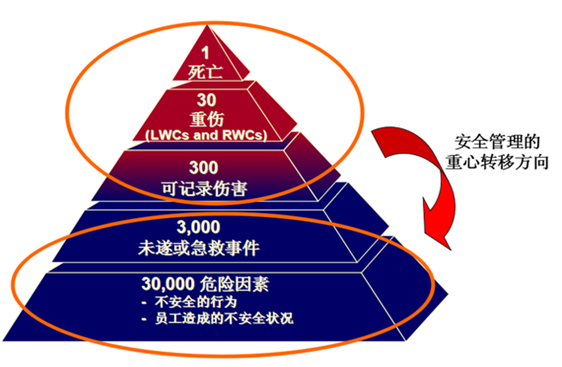 1
死亡
30
重伤
(LWCs and RWCs)
300
可记录伤害
3,000
未遂或急救事件
30,000 危险因素
- 不安全的行为
- 员工造成的不安全状况
安全管理的
重心转移方向